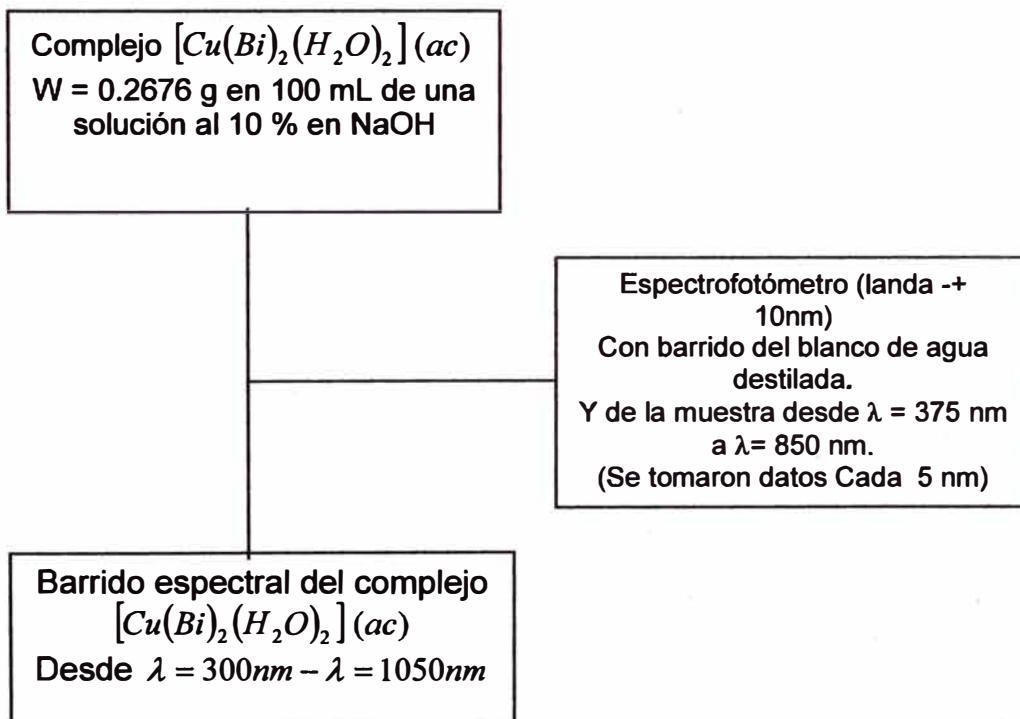 Complejo [Cu(Bi)₂(H₂O)₂](ac)
W = 0.2676 g en 100 mL de una
solución al 10 % en NaOH
Espectrofotómetro (landa -+
10nm)
Con barrido del blanco de agua
destilada.
Y de la muestra desde λ = 375 nm
a λ= 850 nm.
(Se tomaron datos Cada 5 nm)
Barrido espectral del complejo
[Cu(Bi)₂(H₂O)₂](ac)
Desde λ = 300nm – λ = 1050nm